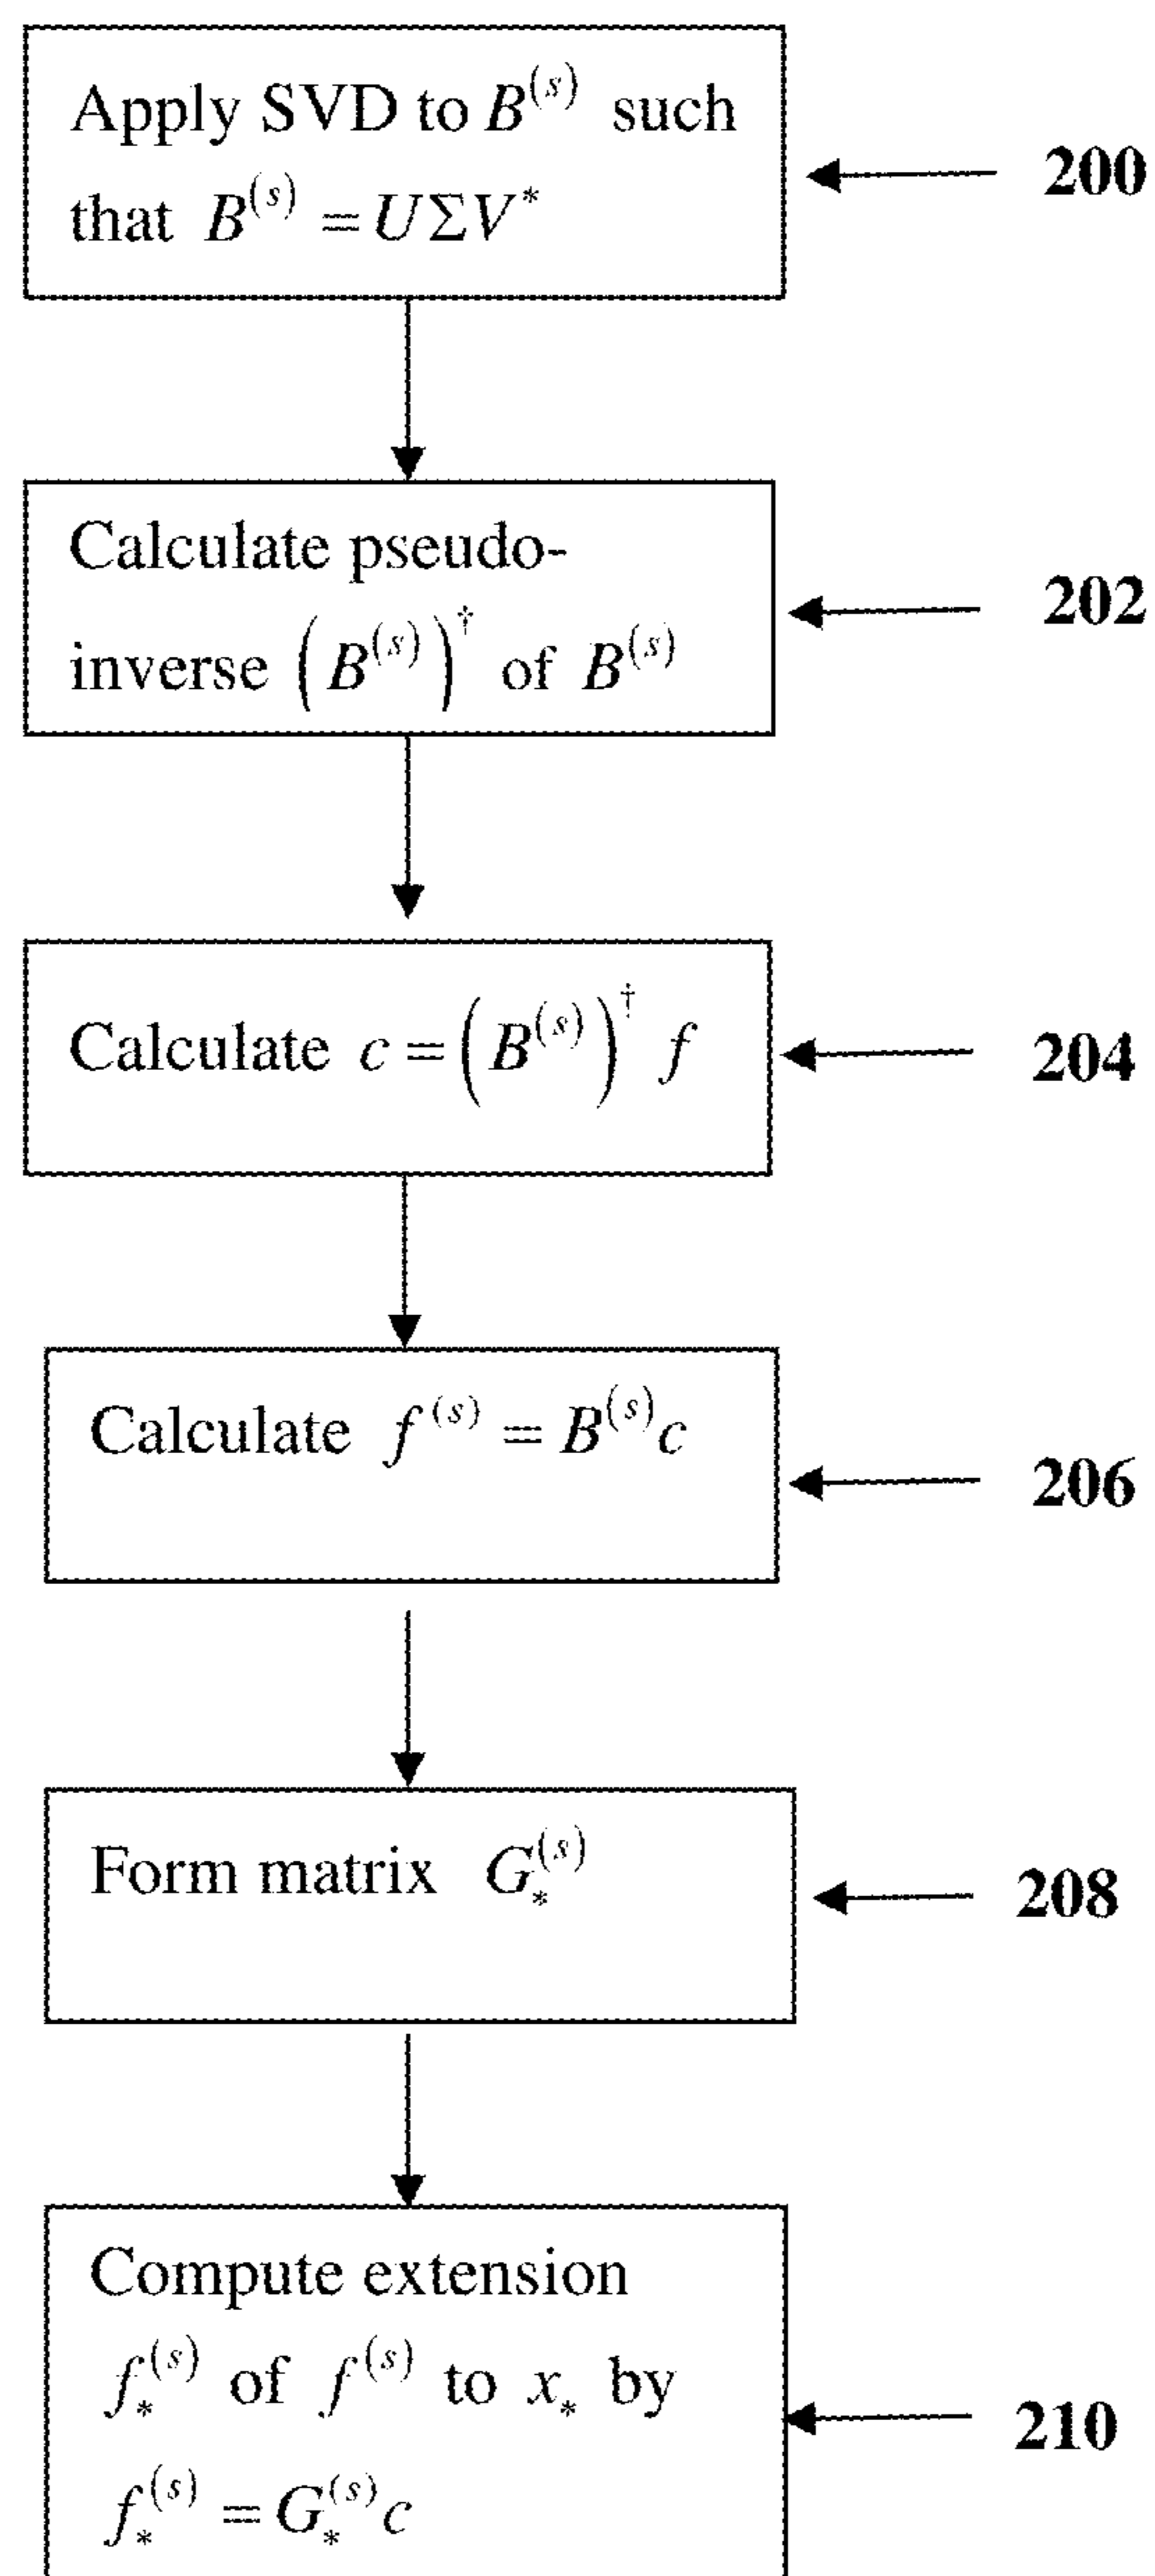 Apply SVD to B^(s) such
that B^(s) = UΣV*
200
Calculate pseudo-
inverse (B^(s))^† of B^(s)
202
Calculate c = (B^(s))^† f
204
Calculate f^(s) = B^(s)c
206
Form matrix G_*^(s)
208
Compute extension
f_*^(s) of f^(s) to x_* by
f_*^(s) = G_*^(s)c
210